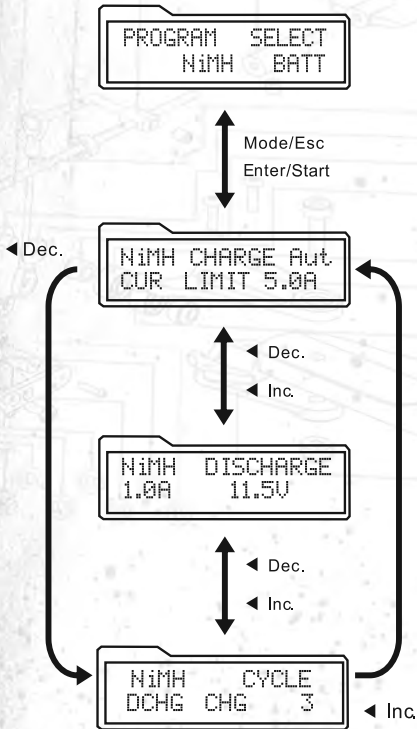 PROGRAM SELECT
NiMH BATT
Mode/Esc
Enter/Start
◄ Dec.
NiMH CHARGE Aut
CUR LIMIT 5.0A
◄ Dec.
◄ Inc.
NiMH DISCHARGE
1.0A 11.5V
◄ Dec.
◄ Inc.
NiMH CYCLE
DCHG CHG 3
◄ Inc.